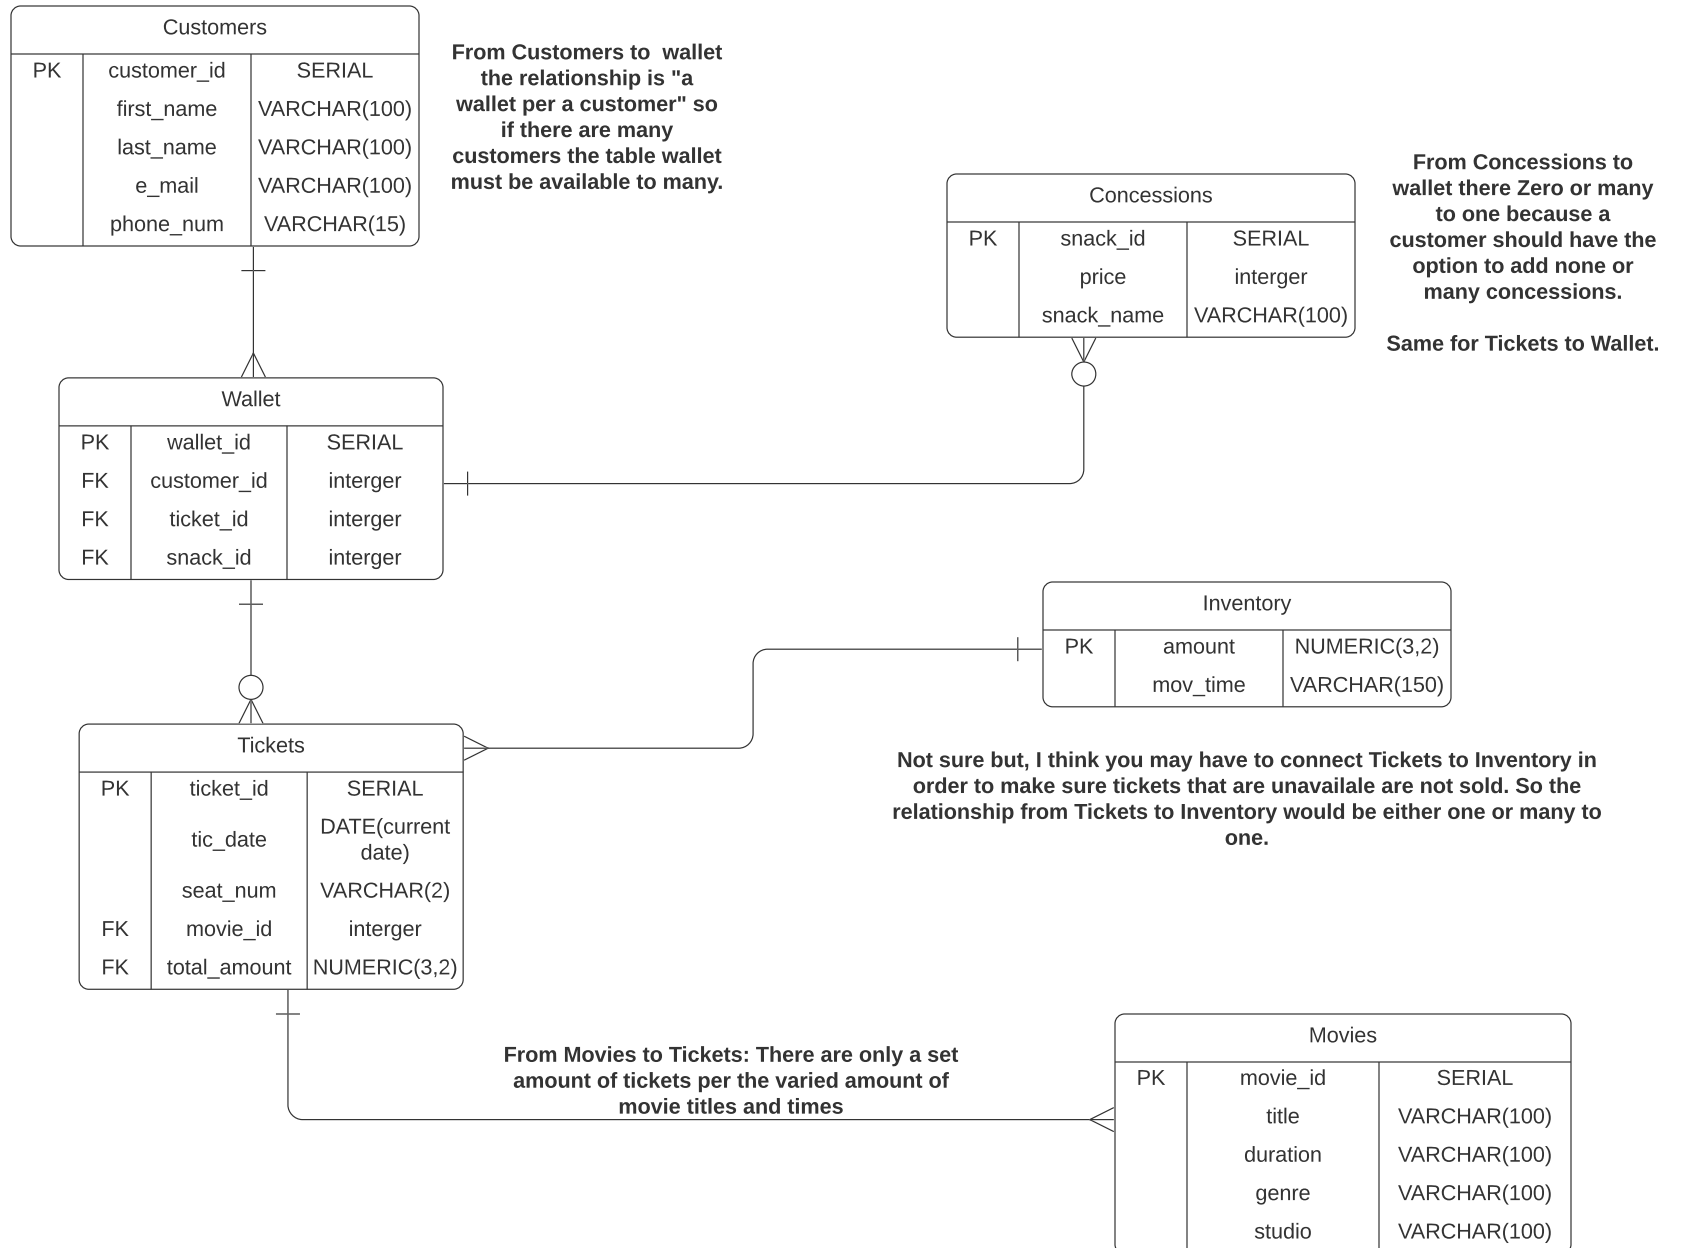 Customers
PK customer_id SERIAL
first_name VARCHAR(100)
last_name VARCHAR(100)
e_mail VARCHAR(100)
phone_num VARCHAR(15)
From Customers to  wallet
the relationship is "a
wallet per a customer" so
if there are many
customers the table wallet
must be available to many.
Concessions
PK snack_id SERIAL
price interger
snack_name VARCHAR(100)
From Concessions to
wallet there Zero or many
to one because a
customer should have the
option to add none or
many concessions.
Same for Tickets to Wallet.
Wallet
PK wallet_id SERIAL
FK customer_id interger
FK ticket_id interger
FK snack_id interger
Inventory
PK amount NUMERIC(3,2)
mov_time VARCHAR(150)
Not sure but, I think you may have to connect Tickets to Inventory in
order to make sure tickets that are unavailale are not sold. So the
relationship from Tickets to Inventory would be either one or many to
one.
Tickets
PK ticket_id SERIAL
tic_date DATE(current
date)
seat_num VARCHAR(2)
FK movie_id interger
FK total_amount NUMERIC(3,2)
From Movies to Tickets: There are only a set
amount of tickets per the varied amount of
movie titles and times
Movies
PK movie_id SERIAL
title VARCHAR(100)
duration VARCHAR(100)
genre VARCHAR(100)
studio VARCHAR(100)